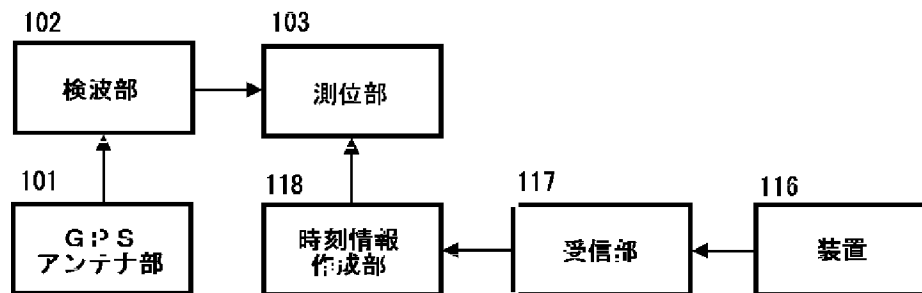 102
検波部
103
測位部
101
GPS
アンテナ部
118
時刻情報
作成部
117
受信部
116
装置